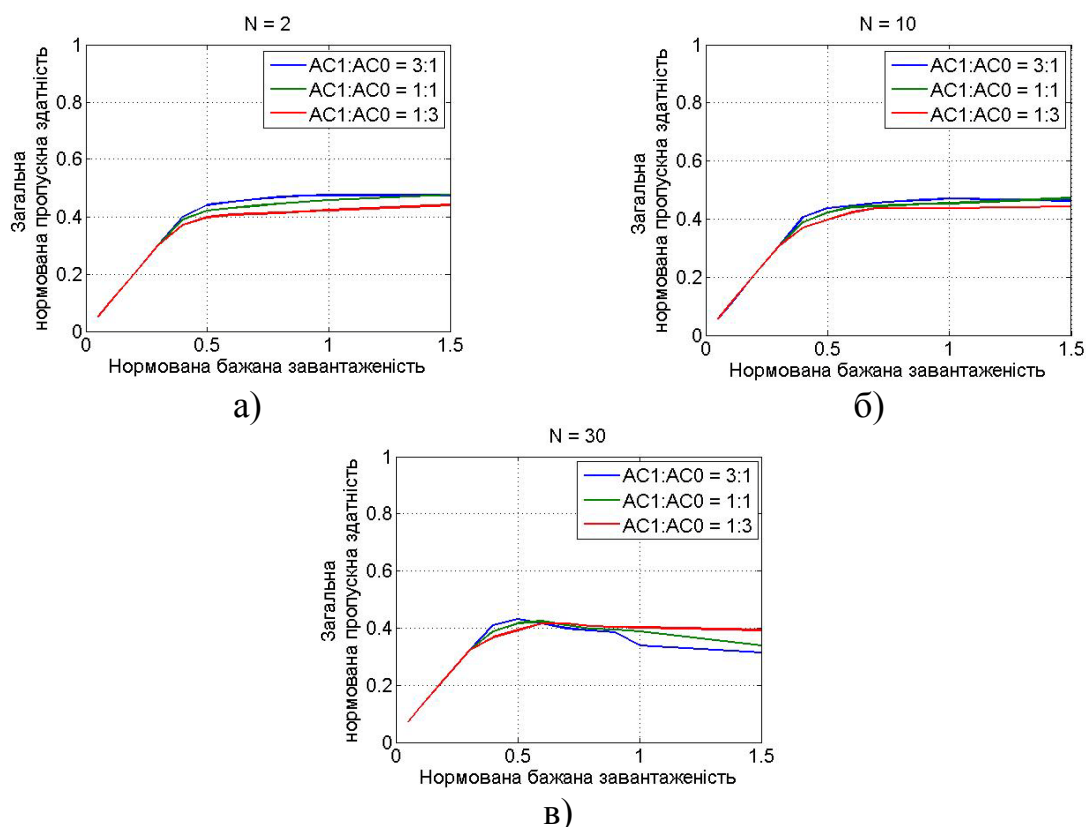 N = 2
AC1:AC0 = 3:1
AC1:AC0 = 1:1
AC1:AC0 = 1:3
Загальна
нормована пропускна здатність
1
0.8
0.6
0.4
0.2
0
0
0.5
1
1.5
Нормована бажана завантаженість
а)
N = 10
AC1:AC0 = 3:1
AC1:AC0 = 1:1
AC1:AC0 = 1:3
Загальна
нормована пропускна здатність
1
0.8
0.6
0.4
0.2
0
0
0.5
1
1.5
Нормована бажана завантаженість
б)
N = 30
AC1:AC0 = 3:1
AC1:AC0 = 1:1
AC1:AC0 = 1:3
Загальна
нормована пропускна здатність
1
0.8
0.6
0.4
0.2
0
0
0.5
1
1.5
Нормована бажана завантаженість
в)